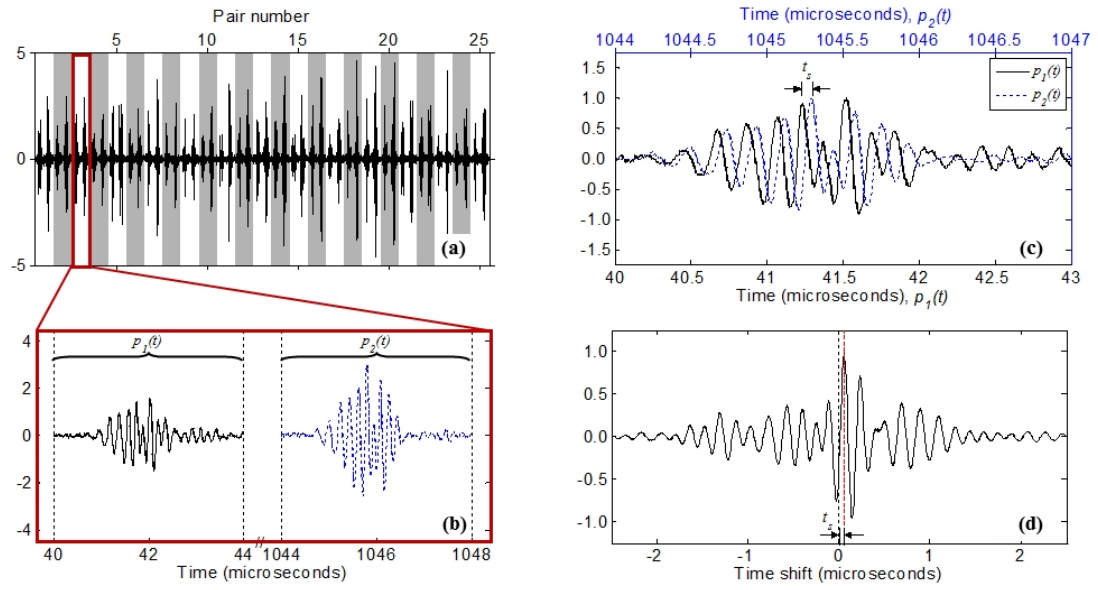 Pair number
5 10 15 20 25
5
0
-5
(a)
p1(t) p2(t)
4
2
0
-2
-4
(b)
40 42 44 // 1044 1046 1048
Time (microseconds)
Time (microseconds), p2(t)
1044 1044.5 1045 1045.5 1046 1046.5 1047
1.5
1.0
0.5
0.0
-0.5
-1.0
-1.5
ts
p1(t)
p2(t)
(c)
40 40.5 41 41.5 42 42.5 43
Time (microseconds), p1(t)
1.0
0.5
0.0
-0.5
-1.0
ts
(d)
-2 -1 0 1 2
Time shift (microseconds)